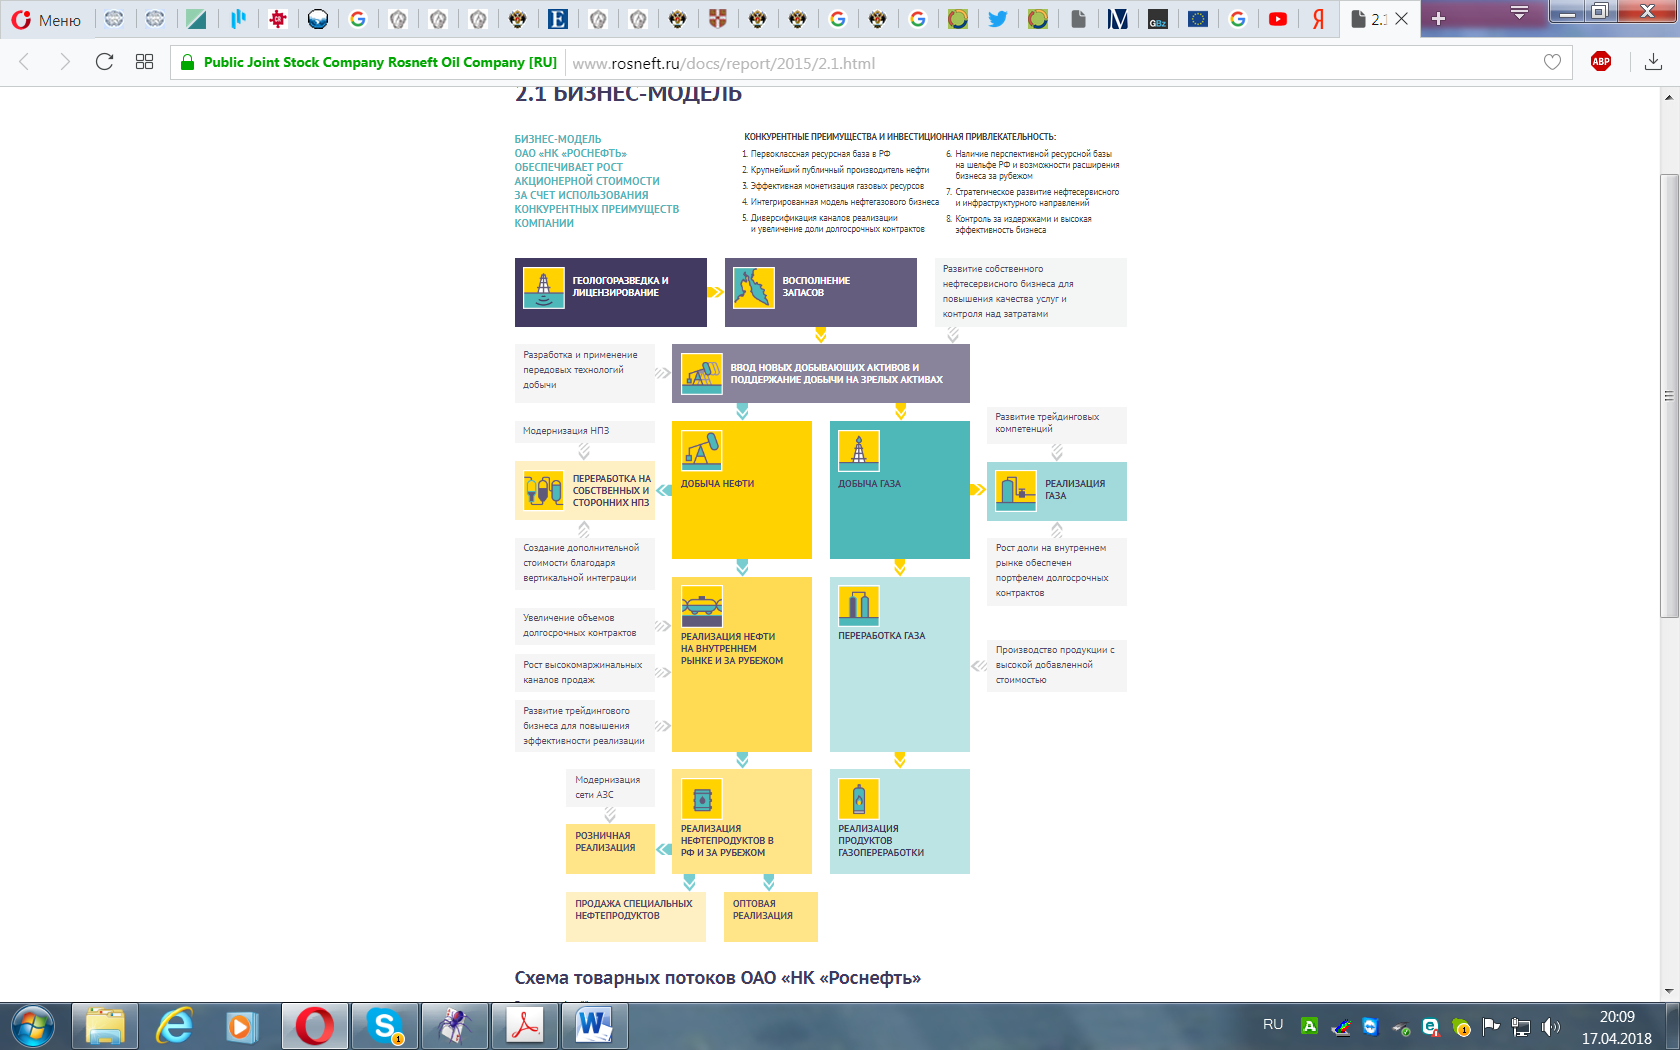 Меню
2.1
Public Joint Stock Company Rosneft Oil Company [RU]
www.rosneft.ru/docs/report/2015/2.1.html
ABP
2.1 БИЗНЕС-МОДЕЛЬ
БИЗНЕС-МОДЕЛЬ
ОАО «НК «РОСНЕФТЬ»
ОБЕСПЕЧИВАЕТ РОСТ
АКЦИОНЕРНОЙ СТОИМОСТИ
ЗА СЧЕТ ИСПОЛЬЗОВАНИЯ
КОНКУРЕНТНЫХ ПРЕИМУЩЕСТВ
КОМПАНИИ
КОНКУРЕНТНЫЕ ПРЕИМУЩЕСТВА И ИНВЕСТИЦИОННАЯ ПРИВЛЕКАТЕЛЬНОСТЬ:
1. Первоклассная ресурсная база в РФ
2. Крупнейший публичный производитель нефти
3. Эффективная монетизация газовых ресурсов
4. Интегрированная модель нефтегазового бизнеса
5. Диверсификация каналов реализации
и увеличение доли долгосрочных контрактов
6. Наличие перспективной ресурсной базы
на шельфе РФ и возможности расширения
бизнеса за рубежом
7. Стратегическое развитие нефтесервисного
и инфраструктурного направлений
8. Контроль за издержками и высокая
эффективность бизнеса
ГЕОЛОГОРАЗВЕДКА И
ЛИЦЕНЗИРОВАНИЕ
ВОСПОЛНЕНИЕ
ЗАПАСОВ
Развитие собственного
нефтесервисного бизнеса для
повышения качества услуг и
контроля над затратами
Разработка и применение
передовых технологий
добычи
ВВОД НОВЫХ ДОБЫВАЮЩИХ АКТИВОВ И
ПОДДЕРЖАНИЕ ДОБЫЧИ НА ЗРЕЛЫХ АКТИВАХ
Модернизация НПЗ
Развитие трейдинговых
компетенций
ПЕРЕРАБОТКА НА
СОБСТВЕННЫХ И
СТОРОННИХ НПЗ
ДОБЫЧА НЕФТИ
ДОБЫЧА ГАЗА
РЕАЛИЗАЦИЯ
ГАЗА
Создание дополнительной
стоимости благодаря
вертикальной интеграции
Рост доли на внутреннем
рынке обеспечен
портфелем долгосрочных
контрактов
Увеличение объемов
долгосрочных контрактов
Рост высокомаржинальных
каналов продаж
Развитие трейдингового
бизнеса для повышения
эффективности реализации
РЕАЛИЗАЦИЯ НЕФТИ
НА ВНУТРЕННЕМ
РЫНКЕ И ЗА РУБЕЖОМ
ПЕРЕРАБОТКА ГАЗА
Производство продукции с
высокой добавленной
стоимостью
Модернизация
сети АЗС
РОЗНИЧНАЯ
РЕАЛИЗАЦИЯ
РЕАЛИЗАЦИЯ
НЕФТЕПРОДУКТОВ В
РФ И ЗА РУБЕЖОМ
РЕАЛИЗАЦИЯ
ПРОДУКТОВ
ГАЗОПЕРЕРАБОТКИ
ПРОДАЖА СПЕЦИАЛЬНЫХ
НЕФТЕПРОДУКТОВ
ОПТОВАЯ
РЕАЛИЗАЦИЯ
Схема товарных потоков ОАО «НК «Роснефть»
RU
20:09
17.04.2018